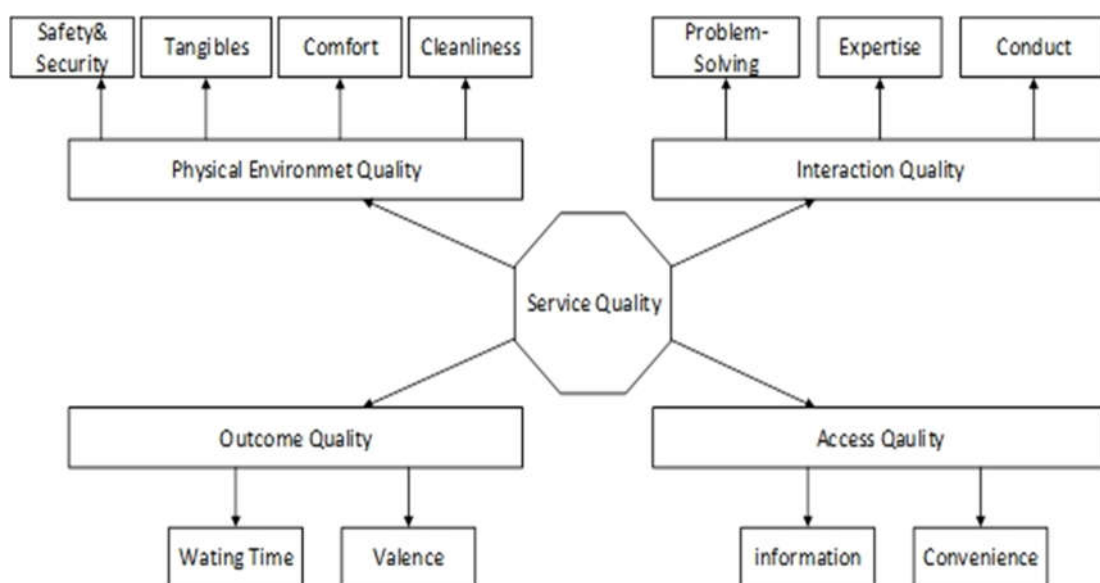 Safety&
Security
Tangibles
Comfort
Cleanliness
Problem-
Solving
Expertise
Conduct
Physical Environmet Quality
Interaction Quality
Service Quality
Outcome Quality
Access Qaulity
Wating Time
Valence
information
Convenience